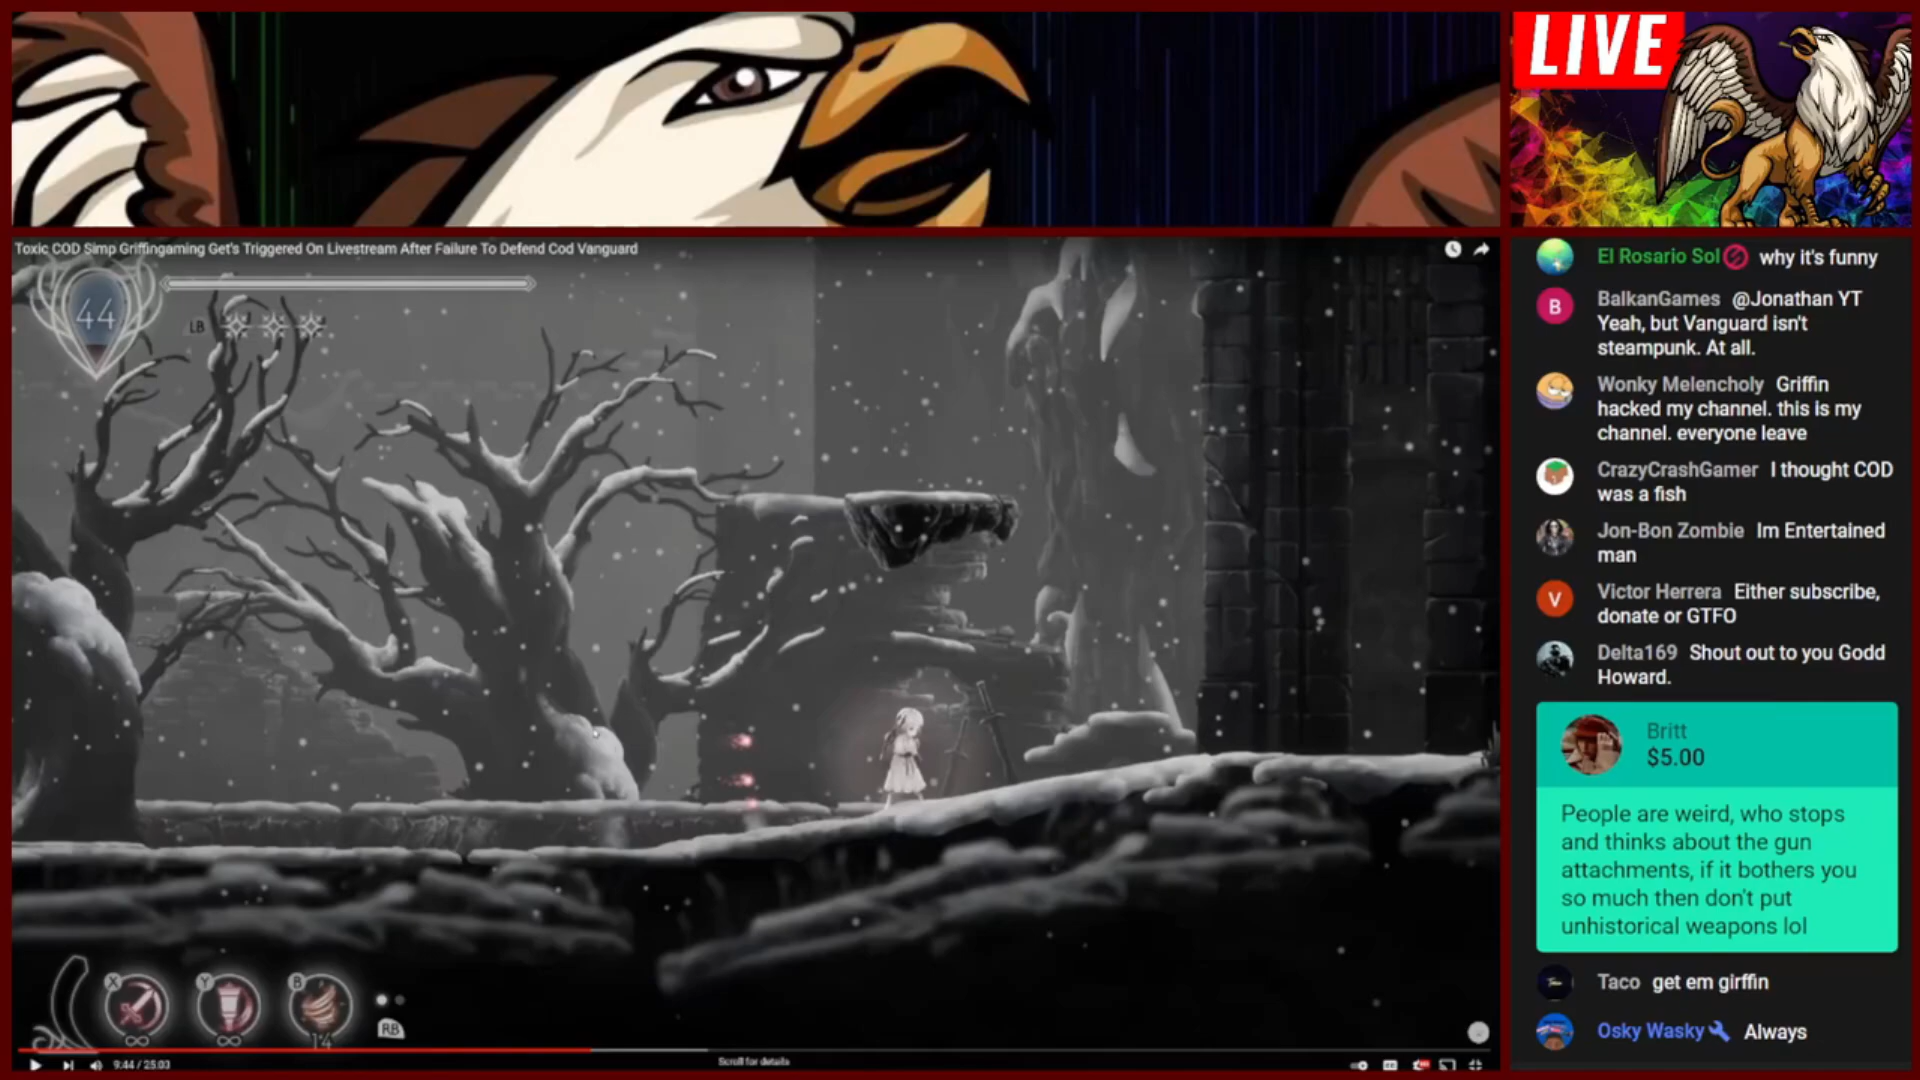 LIVE
Toxic COD Simp Griffingaming Get's Triggered On Livestream After Failure To Defend Cod Vanguard
44
LB
X
Y
B
∞
∞
14
RB
9:44 / 25:03
Scroll for details
El Rosario Sol why it's funny
B
BalkanGames @Jonathan YT
Yeah, but Vanguard isn't
steampunk. At all.
Wonky Melencholy Griffin
hacked my channel. this is my
channel. everyone leave
CrazyCrashGamer I thought COD
was a fish
Jon-Bon Zombie Im Entertained
man
V
Victor Herrera Either subscribe,
donate or GTFO
Delta169 Shout out to you Godd
Howard.
Britt
$5.00
People are weird, who stops
and thinks about the gun
attachments, if it bothers you
so much then don't put
unhistorical weapons lol
Taco get em girffin
Osky Wasky Always